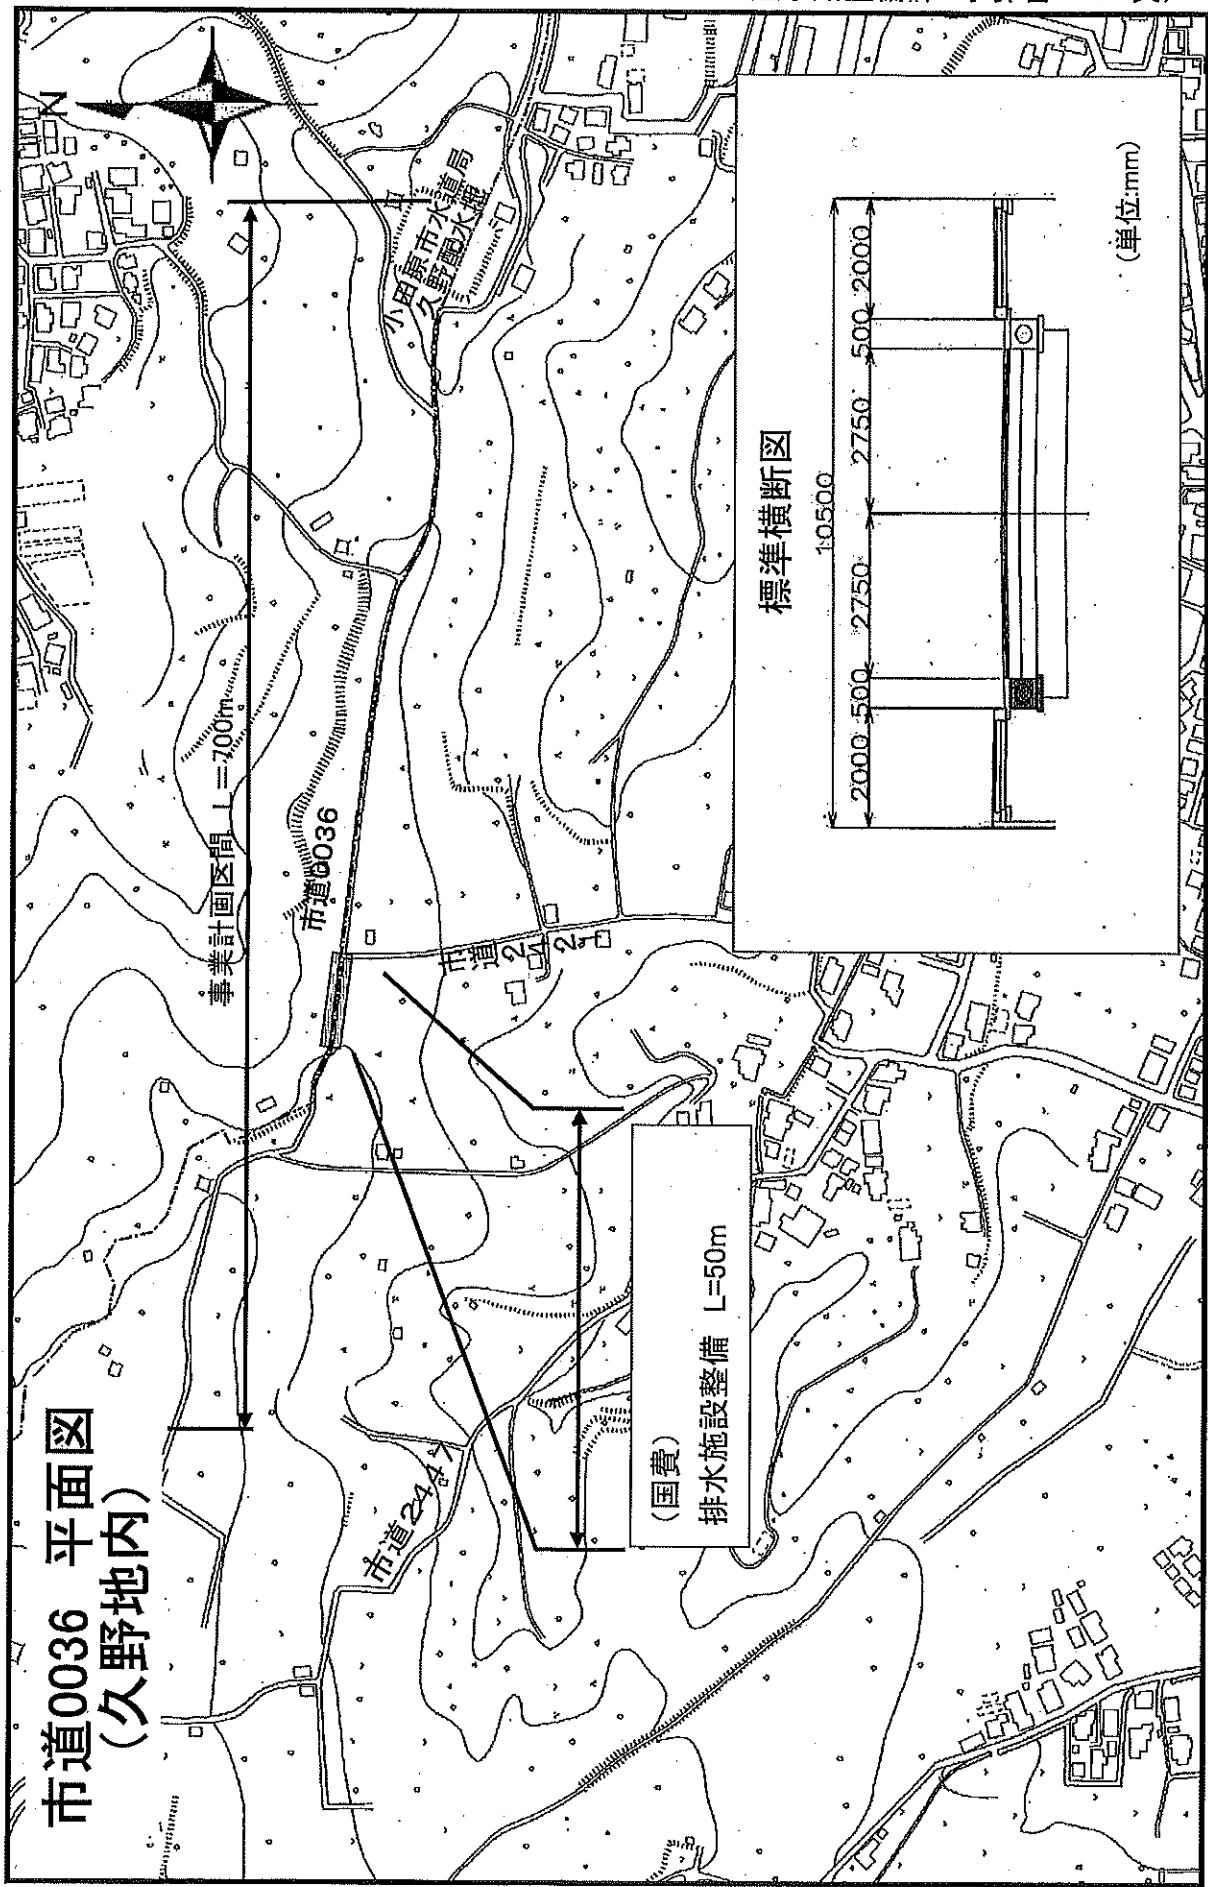 市道0036 平面図
(久野地内)
N
事業計画区間 L=700m
市道0036
小田原市水道局
久野配水場
市道2421
市道2447
(国費)
排水施設整備 L=50m
標準横断図
10500
2000 500 2750 2750 500 2000
(単位:mm)